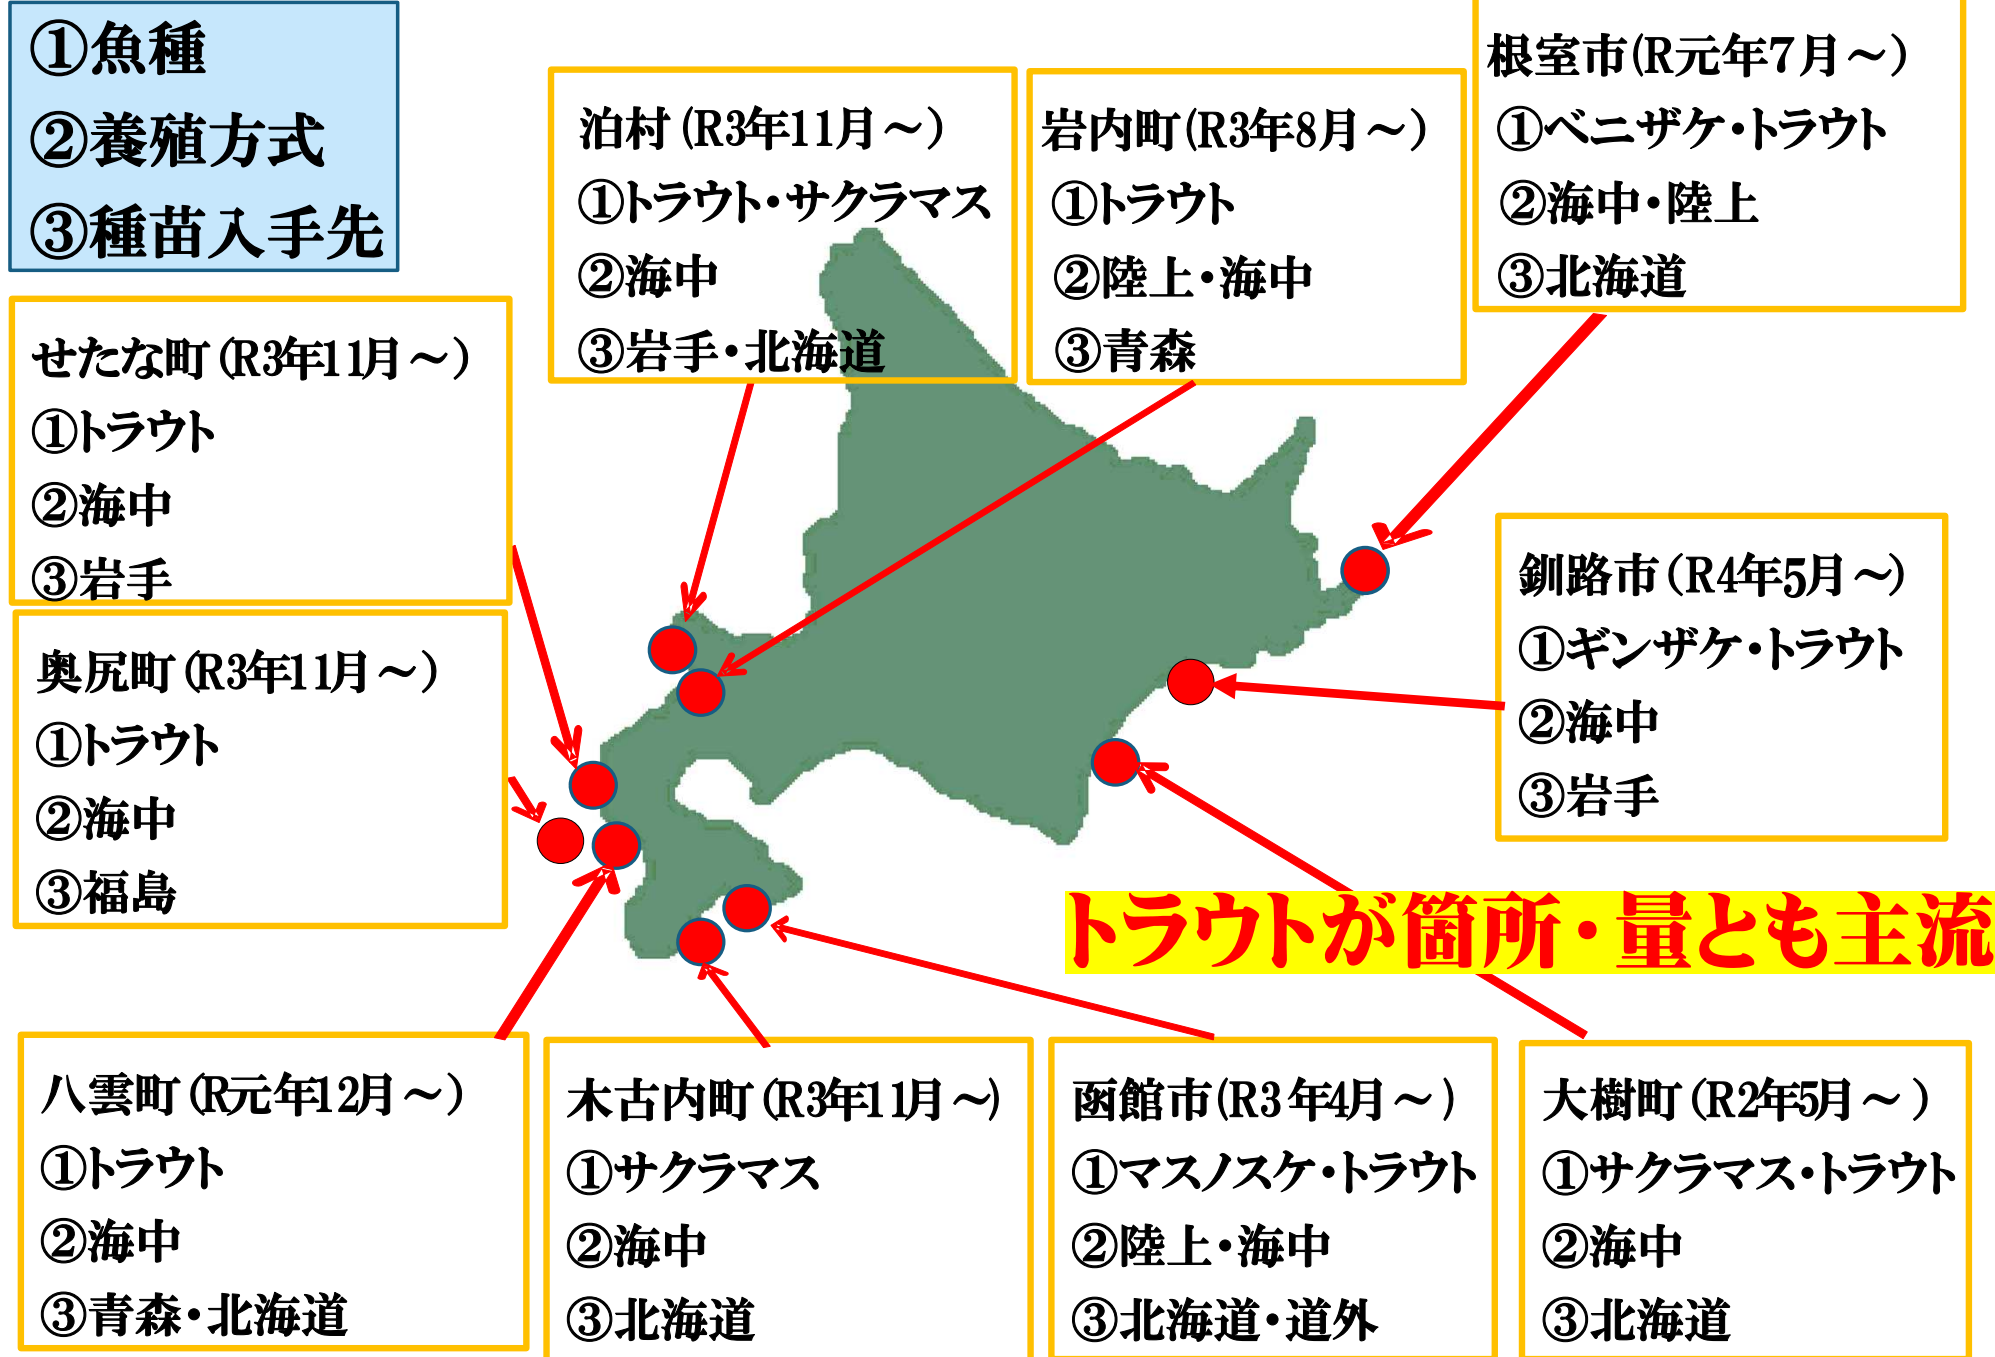 ①魚種
②養殖方式
③種苗入手先
泊村(R3年11月～)
①トラウト・サクラマス
②海中
③岩手・北海道
岩内町(R3年8月～)
①トラウト
②陸上・海中
③青森
根室市(R元年7月～)
①ベニザケ・トラウト
②海中・陸上
③北海道
せたな町(R3年11月～)
①トラウト
②海中
③岩手
奥尻町(R3年11月～)
①トラウト
②海中
③福島
釧路市(R4年5月～)
①ギンザケ・トラウト
②海中
③岩手
トラウトが箇所・量とも主流
八雲町(R元年12月～)
①トラウト
②海中
③青森・北海道
木古内町(R3年11月～)
①サクラマス
②海中
③北海道
函館市(R3年4月～)
①マスノスケ・トラウト
②陸上・海中
③北海道・道外
大樹町(R2年5月～)
①サクラマス・トラウト
②海中
③北海道